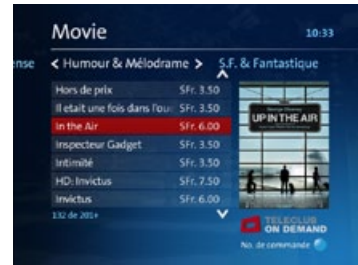 Movie 10:33
ense < Humour & Mélodrame > S.F. & Fantastique
Hors de prix SFr. 3.50
Il etait une fois dans l'ou SFr. 3.50
In the Air SFr. 6.00
Inspecteur Gadget SFr. 3.50
Intimité SFr. 3.50
HD: Invictus SFr. 7.50
Invictus SFr. 6.00
132 de 201+
UP IN THE AIR
TELECLUB
ON DEMAND
No. de commande